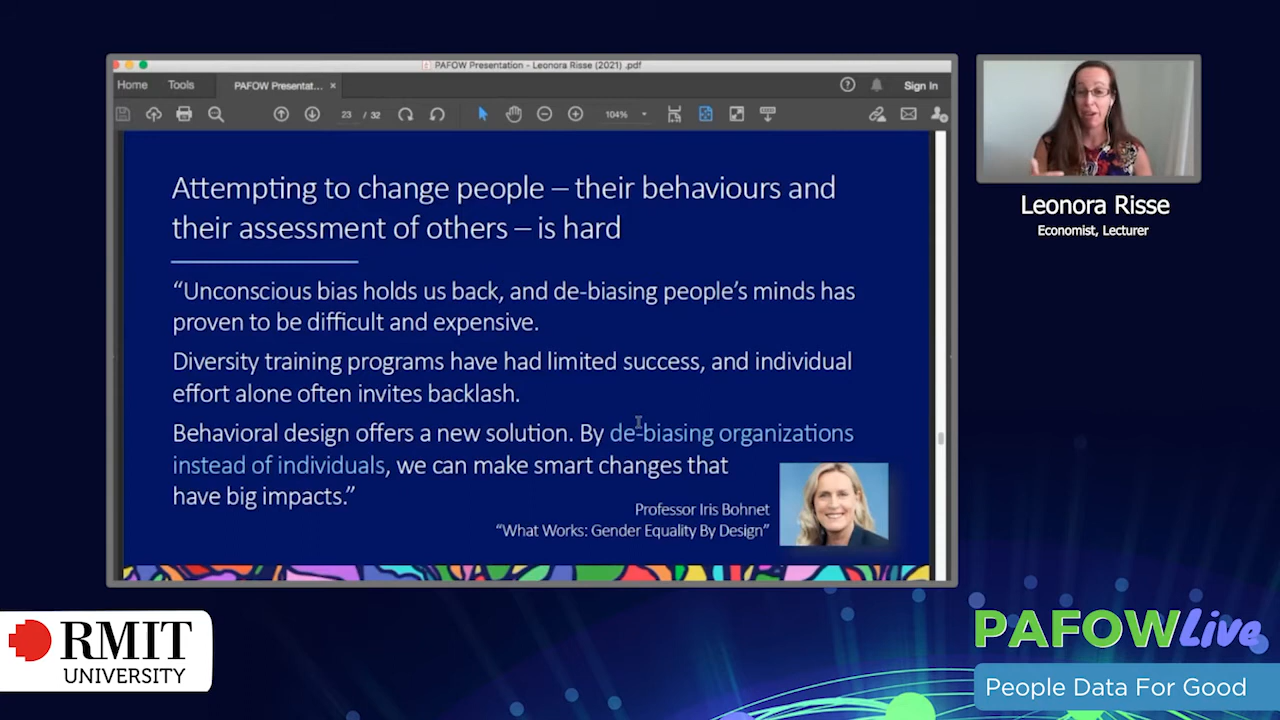 PAFOW Presentation - Leonora Risse (2021) .pdf
Home Tools PAFOW Presentat... × Sign In
23 / 32 104%
Attempting to change people – their behaviours and
their assessment of others – is hard
“Unconscious bias holds us back, and de-biasing people’s minds has
proven to be difficult and expensive.
Diversity training programs have had limited success, and individual
effort alone often invites backlash.
Behavioral design offers a new solution. By de-biasing organizations
instead of individuals, we can make smart changes that
have big impacts.”
Professor Iris Bohnet
“What Works: Gender Equality By Design”
Leonora Risse
Economist, Lecturer
RMIT
UNIVERSITY
PAFOW Live
People Data For Good